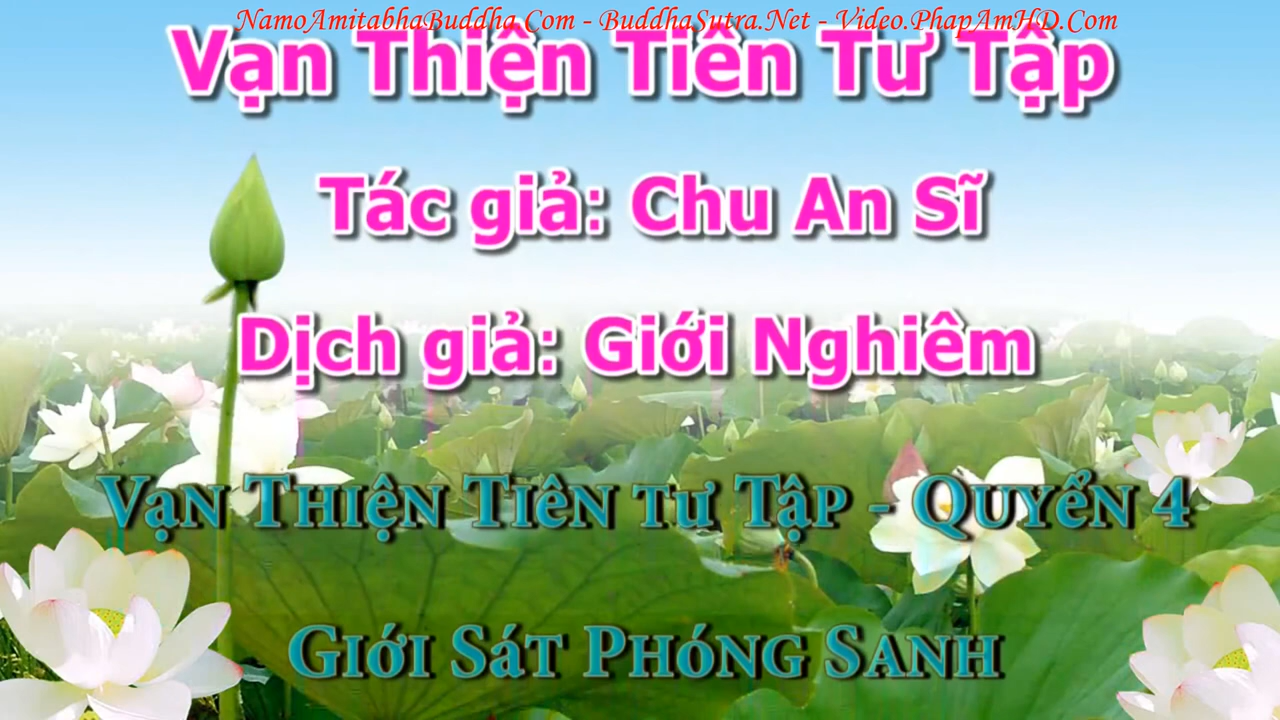 NamoAmitabhaBuddha.Com - BuddhaSutra.Net - Video.PhapAmHD.Com
Vạn Thiện Tiên Tư Tập
Tác giả: Chu An Sĩ
Dịch giả: Giới Nghiêm
Vạn Thiện Tiên tư Tập - Quyển 4
Giới Sát Phóng Sanh